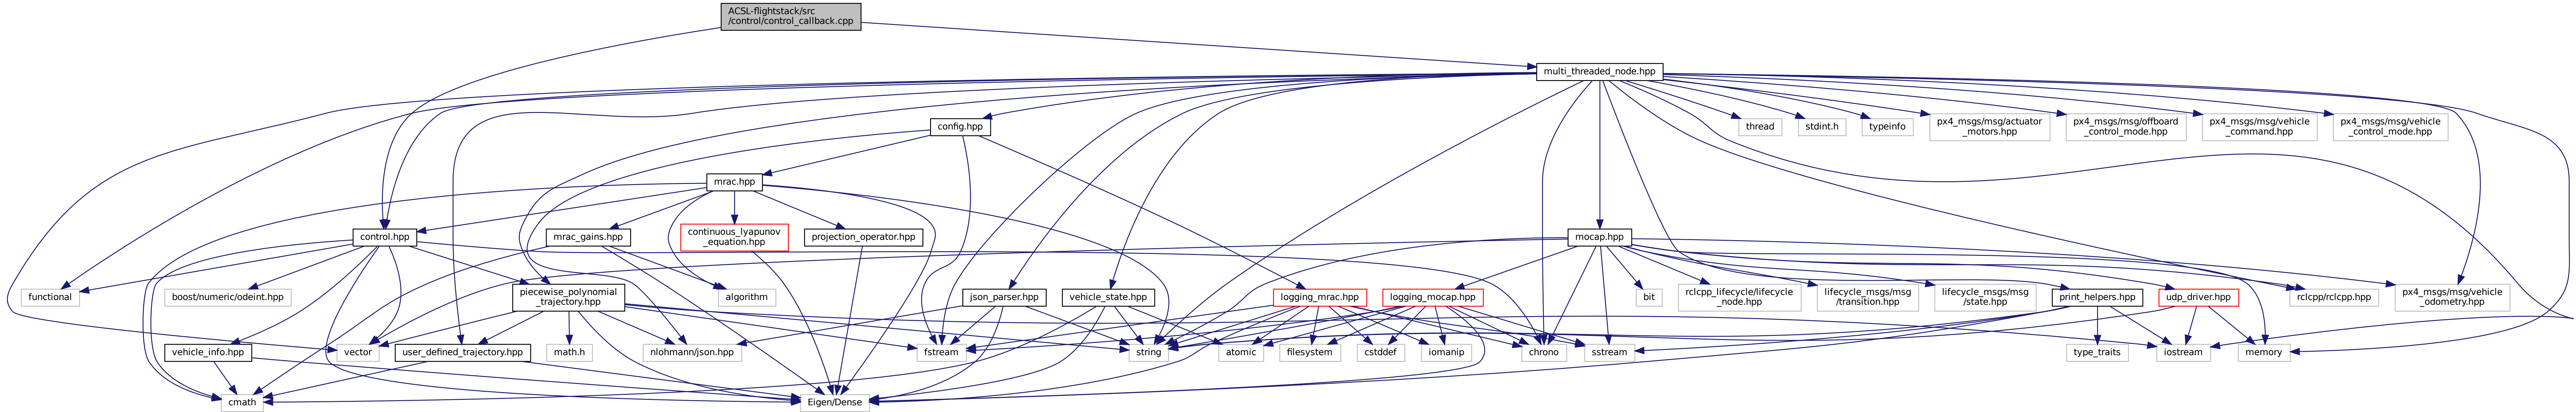 ACSL-flightstack/src
/control/control_callback.cpp
multi_threaded_node.hpp
config.hpp
thread
stdint.h
typeinfo
px4_msgs/msg/actuator
_motors.hpp
px4_msgs/msg/offboard
_control_mode.hpp
px4_msgs/msg/vehicle
_command.hpp
px4_msgs/msg/vehicle
_control_mode.hpp
mrac.hpp
control.hpp
mrac_gains.hpp
continuous_lyapunov
_equation.hpp
projection_operator.hpp
mocap.hpp
functional
boost/numeric/odeint.hpp
piecewise_polynomial
_trajectory.hpp
algorithm
json_parser.hpp
vehicle_state.hpp
logging_mrac.hpp
logging_mocap.hpp
bit
rclcpp_lifecycle/lifecycle
_node.hpp
lifecycle_msgs/msg
/transition.hpp
lifecycle_msgs/msg
/state.hpp
print_helpers.hpp
udp_driver.hpp
rclcpp/rclcpp.hpp
px4_msgs/msg/vehicle
_odometry.hpp
vehicle_info.hpp
vector
user_defined_trajectory.hpp
math.h
nlohmann/json.hpp
fstream
string
atomic
filesystem
cstddef
iomanip
chrono
sstream
type_traits
iostream
memory
cmath
Eigen/Dense